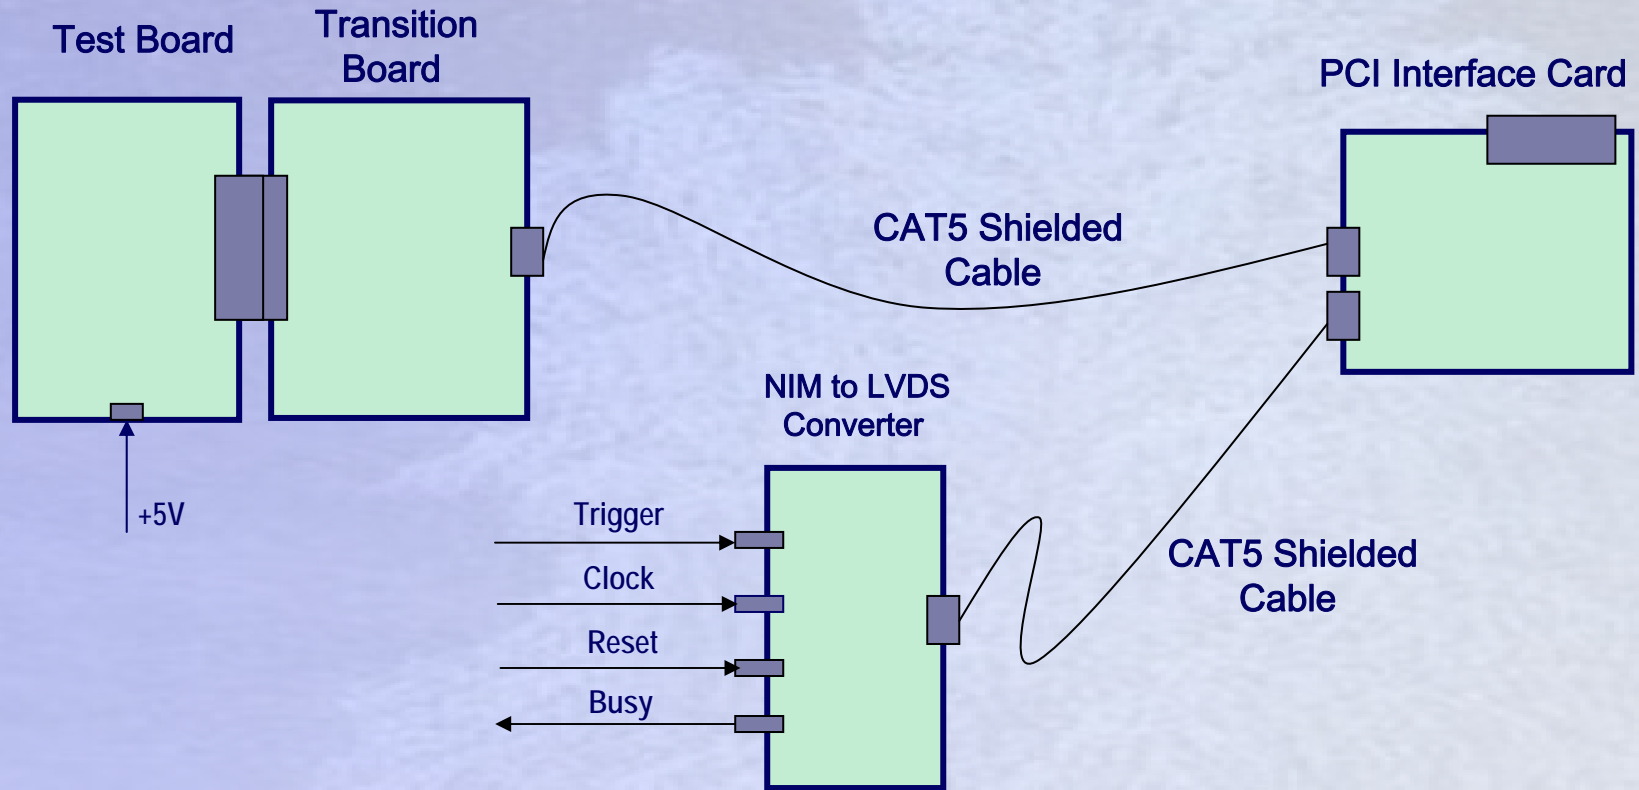 Test Board
Transition
Board
PCI Interface Card
CAT5 Shielded
Cable
NIM to LVDS
Converter
+5V
Trigger
Clock
Reset
Busy
CAT5 Shielded
Cable